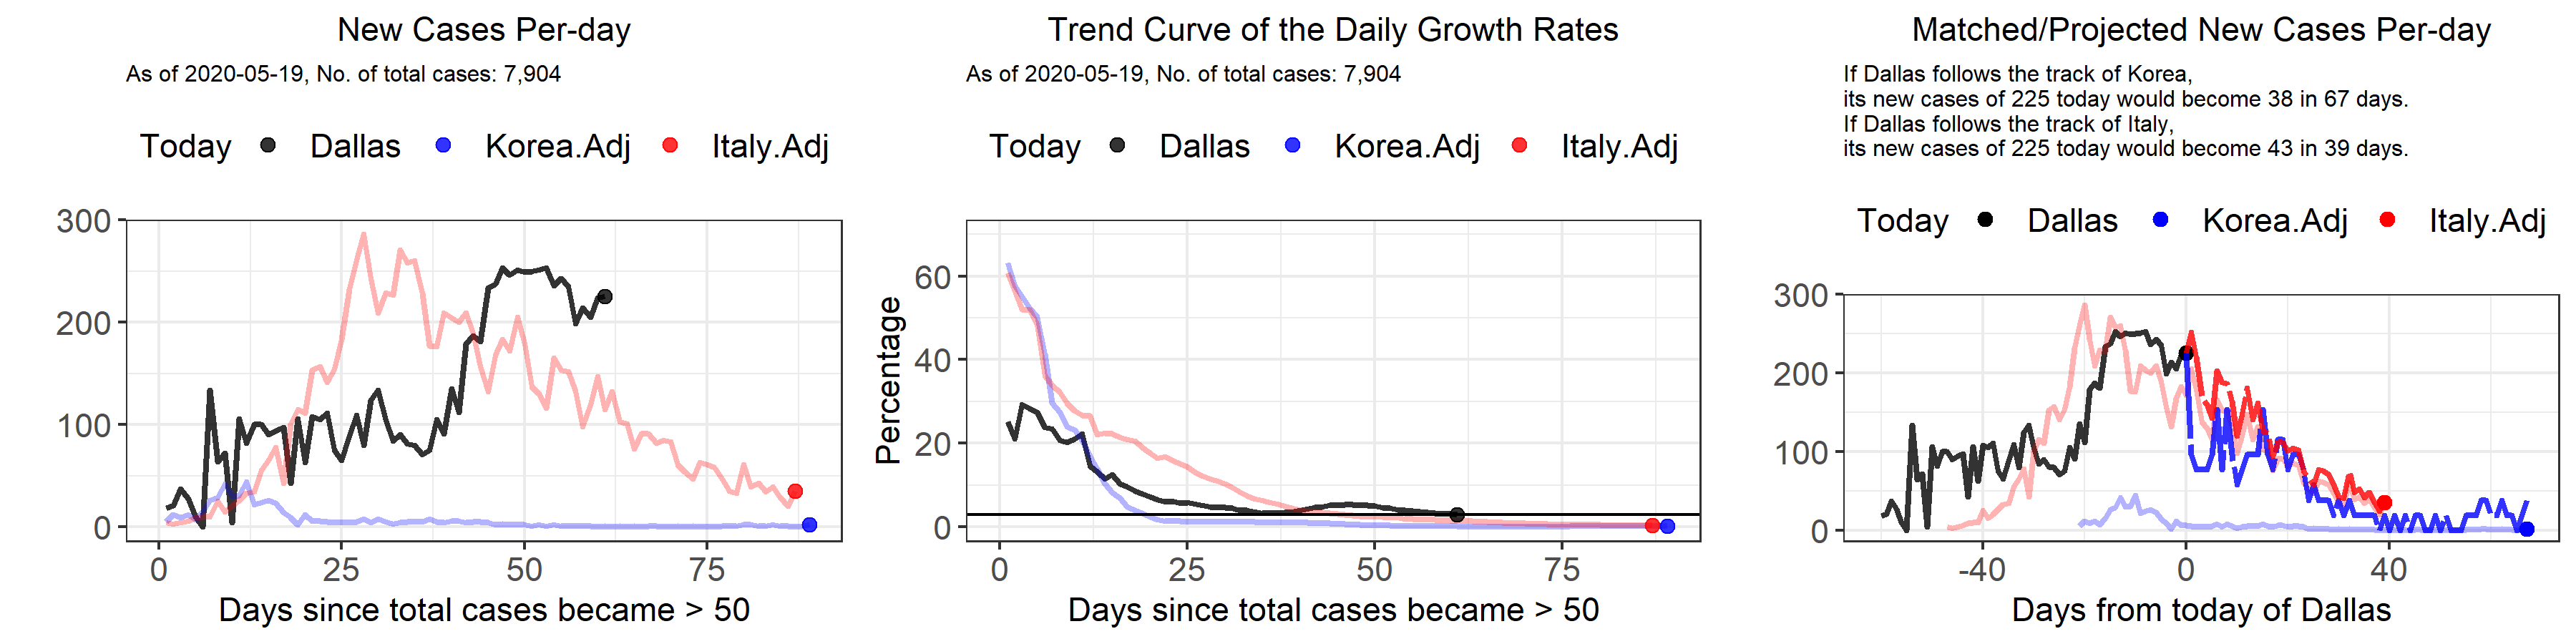 New Cases Per-day
As of 2020-05-19, No. of total cases: 7,904
Today Dallas Korea.Adj Italy.Adj
300
200
100
0
0 25 50 75
Days since total cases became > 50
Trend Curve of the Daily Growth Rates
As of 2020-05-19, No. of total cases: 7,904
Today Dallas Korea.Adj Italy.Adj
Percentage
60
40
20
0
0 25 50 75
Days since total cases became > 50
Matched/Projected New Cases Per-day
If Dallas follows the track of Korea,
its new cases of 225 today would become 38 in 67 days.
If Dallas follows the track of Italy,
its new cases of 225 today would become 43 in 39 days.
Today Dallas Korea.Adj Italy.Adj
300
200
100
0
-40 0 40
Days from today of Dallas